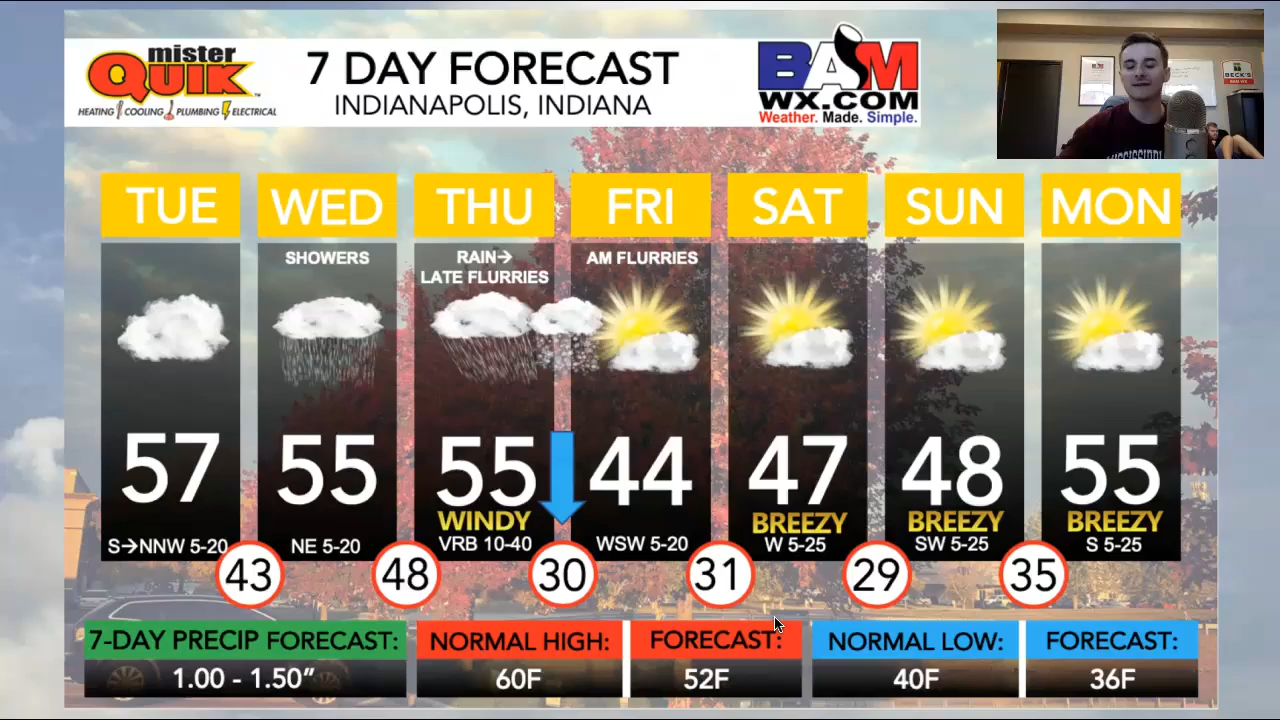 mister
QUIK
HEATING COOLING PLUMBING ELECTRICAL
7 DAY FORECAST
INDIANAPOLIS, INDIANA
BAM
WX.COM
Weather. Made. Simple.
BECK'S
TUE
WED
THU
FRI
SAT
SUN
MON
SHOWERS
RAIN→
LATE FLURRIES
AM FLURRIES
57
55
55
44
47
48
55
WINDY
BREEZY
BREEZY
BREEZY
S→NNW 5-20
NE 5-20
VRB 10-40
WSW 5-20
W 5-25
SW 5-25
S 5-25
43
48
30
31
29
35
7-DAY PRECIP FORECAST:
1.00 - 1.50"
NORMAL HIGH:
60F
FORECAST:
52F
NORMAL LOW:
40F
FORECAST:
36F